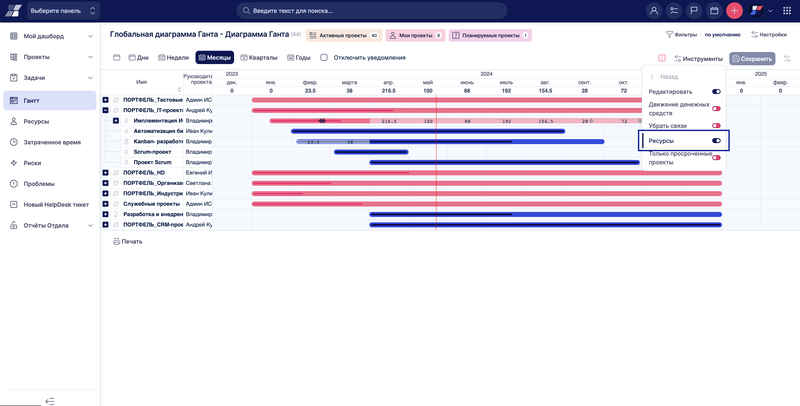 Выберите панель
Введите текст для поиска...
Мой дашборд
Проекты
Задачи
Гантт
Ресурсы
Затраченное время
Риски
Проблемы
Новый HelpDesk тикет
Отчёты Отдела
Глобальная диаграмма Ганта - Диаграмма Ганта (44)
Активные проекты 40
Мои проекты 6
Планируемые проекты 1
Фильтры по умолчанию
Настройки
Дни
Недели
Месяцы
Кварталы
Годы
Отключить уведомления
Инструменты
Сохранить
Назад
Редактировать
Движение денежных средств
Убрать связи
Ресурсы
Только просроченные проекты
Имя
Руководите проекта
2023 2024 2025
дек. янв. февр. марта апр. май июнь июль авг. сент. окт. янв. февр.
0 0 23.5 38 216.5 100 68 192 154.5 28 72 0 0
ПОРТФЕЛЬ_Тестовые Админ ИС
ПОРТФЕЛЬ_IT-проект Андрей К
Имплементация И Владимир 216.5 100 68 192 154.5 28 72
Автоматизация би Иван Кули
Kanban- разработ Владимир 23.5 38
Scrum-проект Владимир
Проект Scrum Владимир
ПОРТФЕЛЬ_HD Евгений И
ПОРТФЕЛЬ_Организа Светлана
ПОРТФЕЛЬ_Индустри Иван Кули
Служебные проекты Админ ИС
Разработка и внедрен Владимир
ПОРТФЕЛЬ_CRM-прое Андрей К
Печать